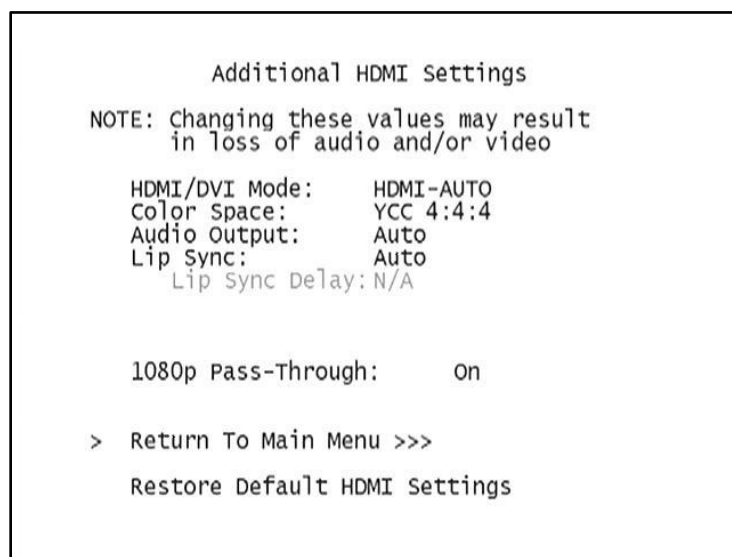 Additional HDMI Settings
NOTE: Changing these values may result
in loss of audio and/or video
HDMI/DVI Mode: HDMI-AUTO
Color Space: YCC 4:4:4
Audio Output: Auto
Lip Sync: Auto
Lip Sync Delay: N/A
1080p Pass-Through: On
> Return To Main Menu >>>
Restore Default HDMI Settings